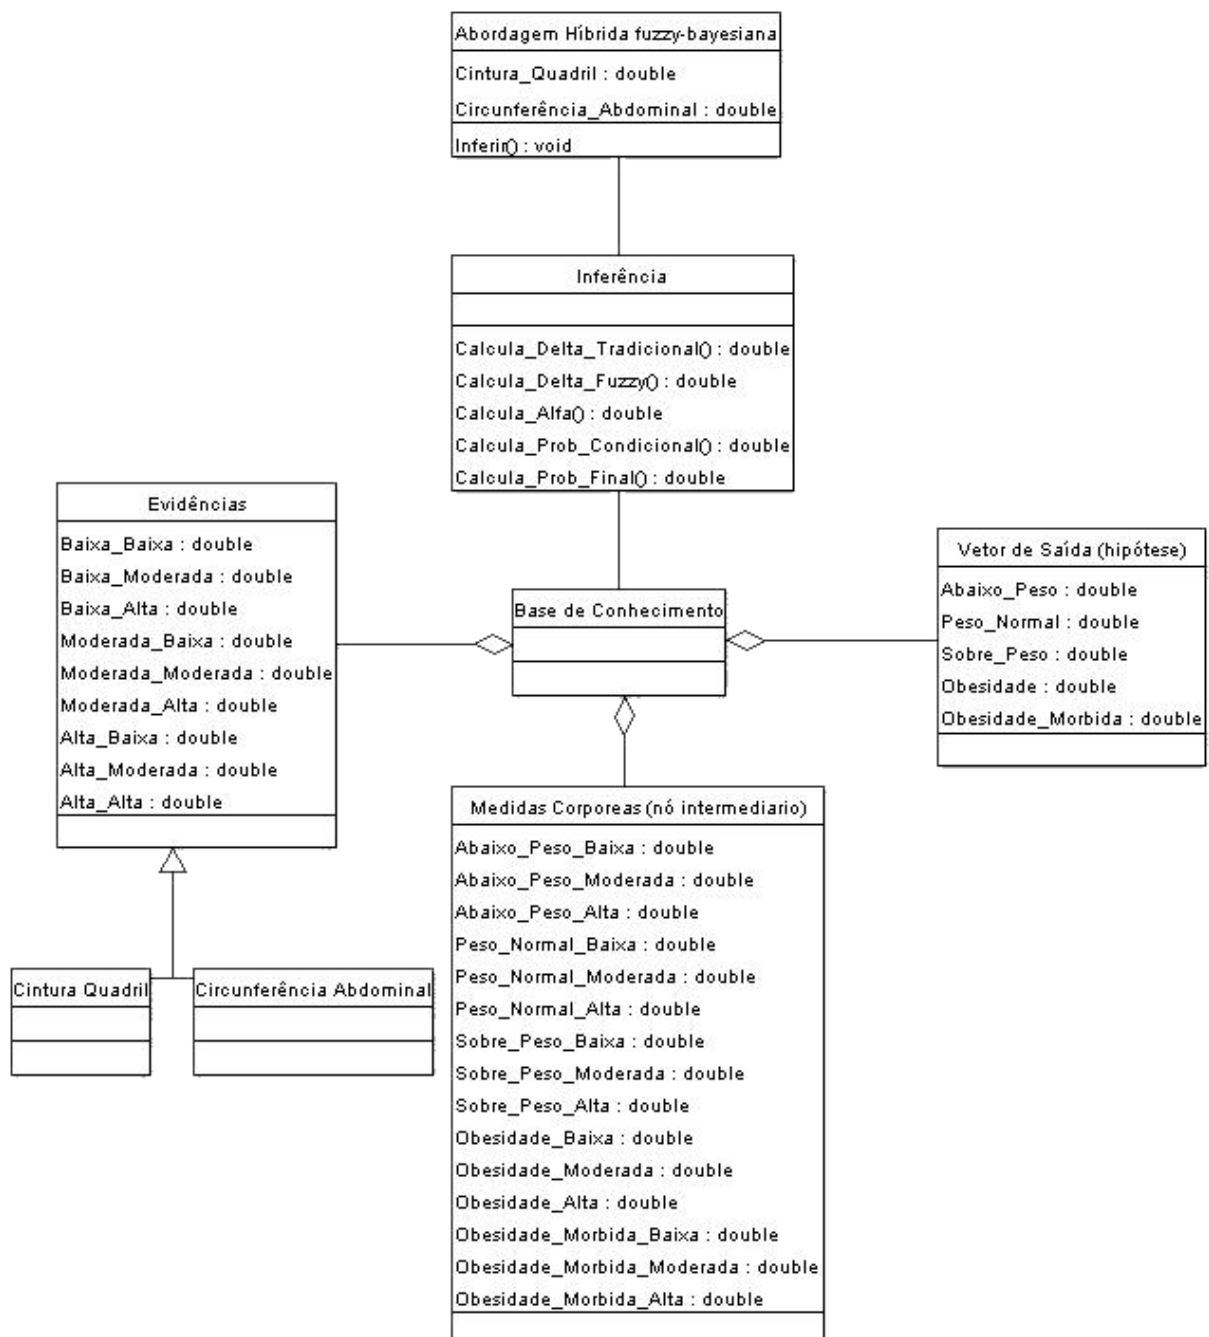 Abordagem Híbrida fuzzy-bayesiana
Cintura_Quadril : double
Circunferência_Abdominal : double
Inferir() : void
Inferência
Calcula_Delta_Tradicional() : double
Calcula_Delta_Fuzzy() : double
Calcula_Alfa() : double
Calcula_Prob_Condicional() : double
Calcula_Prob_Final() : double
Evidências
Baixa_Baixa : double
Baixa_Moderada : double
Baixa_Alta : double
Moderada_Baixa : double
Moderada_Moderada : double
Moderada_Alta : double
Alta_Baixa : double
Alta_Moderada : double
Alta_Alta : double
Base de Conhecimento
Vetor de Saída (hipótese)
Abaixo_Peso : double
Peso_Normal : double
Sobre_Peso : double
Obesidade : double
Obesidade_Morbida : double
Cintura Quadril
Circunferência Abdominal
Medidas Corporeas (nó intermediario)
Abaixo_Peso_Baixa : double
Abaixo_Peso_Moderada : double
Abaixo_Peso_Alta : double
Peso_Normal_Baixa : double
Peso_Normal_Moderada : double
Peso_Normal_Alta : double
Sobre_Peso_Baixa : double
Sobre_Peso_Moderada : double
Sobre_Peso_Alta : double
Obesidade_Baixa : double
Obesidade_Moderada : double
Obesidade_Alta : double
Obesidade_Morbida_Baixa : double
Obesidade_Morbida_Moderada : double
Obesidade_Morbida_Alta : double